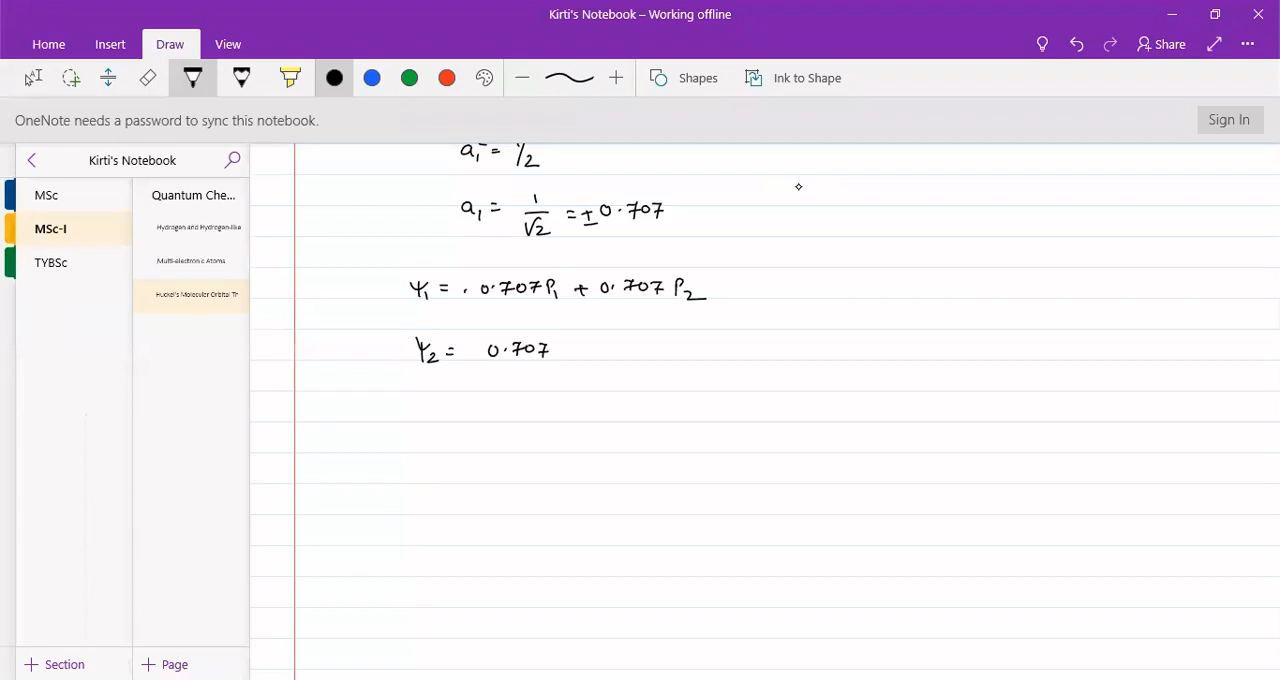 Kirti's Notebook – Working offline
Home Insert Draw View
Share
Shapes Ink to Shape
OneNote needs a password to sync this notebook.
Sign In
Kirti's Notebook
MSc
MSc-I
TYBSc
Quantum Che...
Hydrogen and Hydrogen-like
Multi-electronic Atoms
Huckel's Molecular Orbital Tr
a₁² = 1/2
a₁ = 1/√2 = ± 0.707
Ψ₁ = . 0.707 P₁ + 0.707 P₂
Ψ₂ = 0.707
+ Section
+ Page